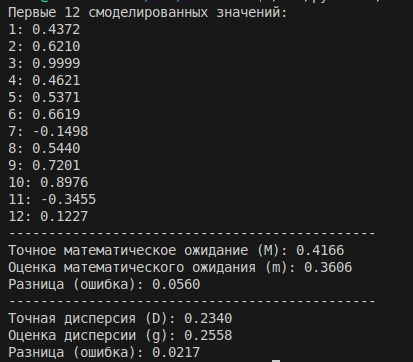 Первые 12 смоделированных значений:
1: 0.4372
2: 0.6210
3: 0.9999
4: 0.4621
5: 0.5371
6: 0.6619
7: -0.1498
8: 0.5440
9: 0.7201
10: 0.8976
11: -0.3455
12: 0.1227
----------------------------------------------
Точное математическое ожидание (M): 0.4166
Оценка математического ожидания (m): 0.3606
Разница (ошибка): 0.0560
----------------------------------------------
Точная дисперсия (D): 0.2340
Оценка дисперсии (g): 0.2558
Разница (ошибка): 0.0217